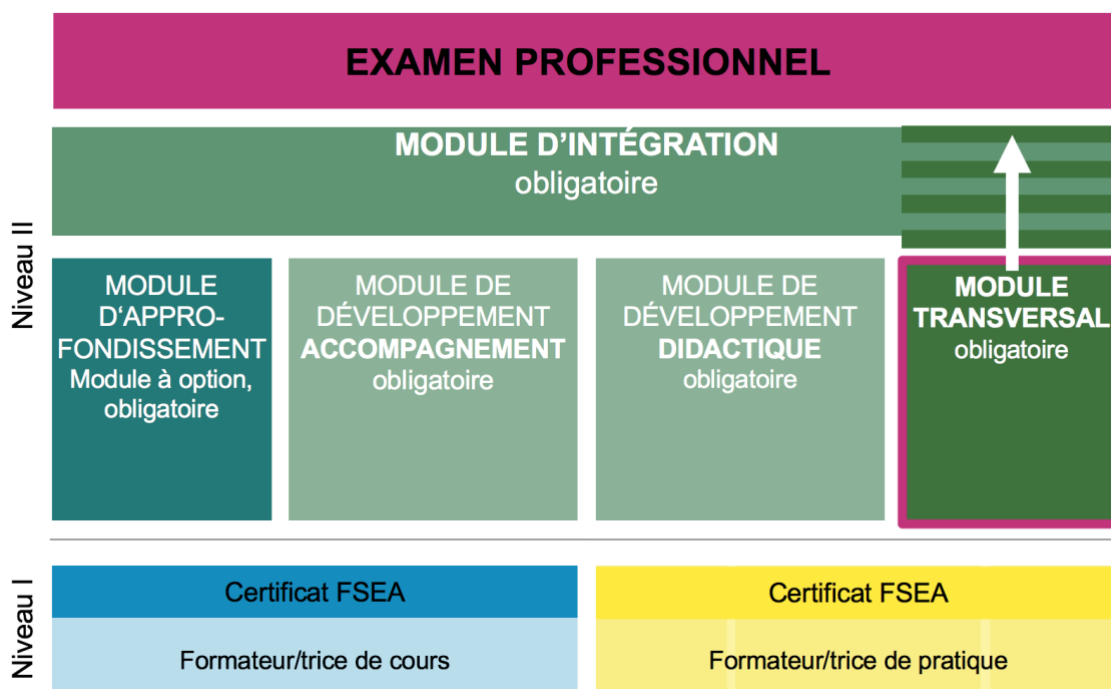 EXAMEN PROFESSIONNEL
MODULE D’INTÉGRATION
obligatoire
Niveau II
MODULE
D‘APPRO-
FONDISSEMENT
Module à option,
obligatoire
MODULE DE
DÉVELOPPEMENT
ACCOMPAGNEMENT
obligatoire
MODULE DE
DÉVELOPPEMENT
DIDACTIQUE
obligatoire
MODULE
TRANSVERSAL
obligatoire
Niveau I
Certificat FSEA
Formateur/trice de cours
Certificat FSEA
Formateur/trice de pratique